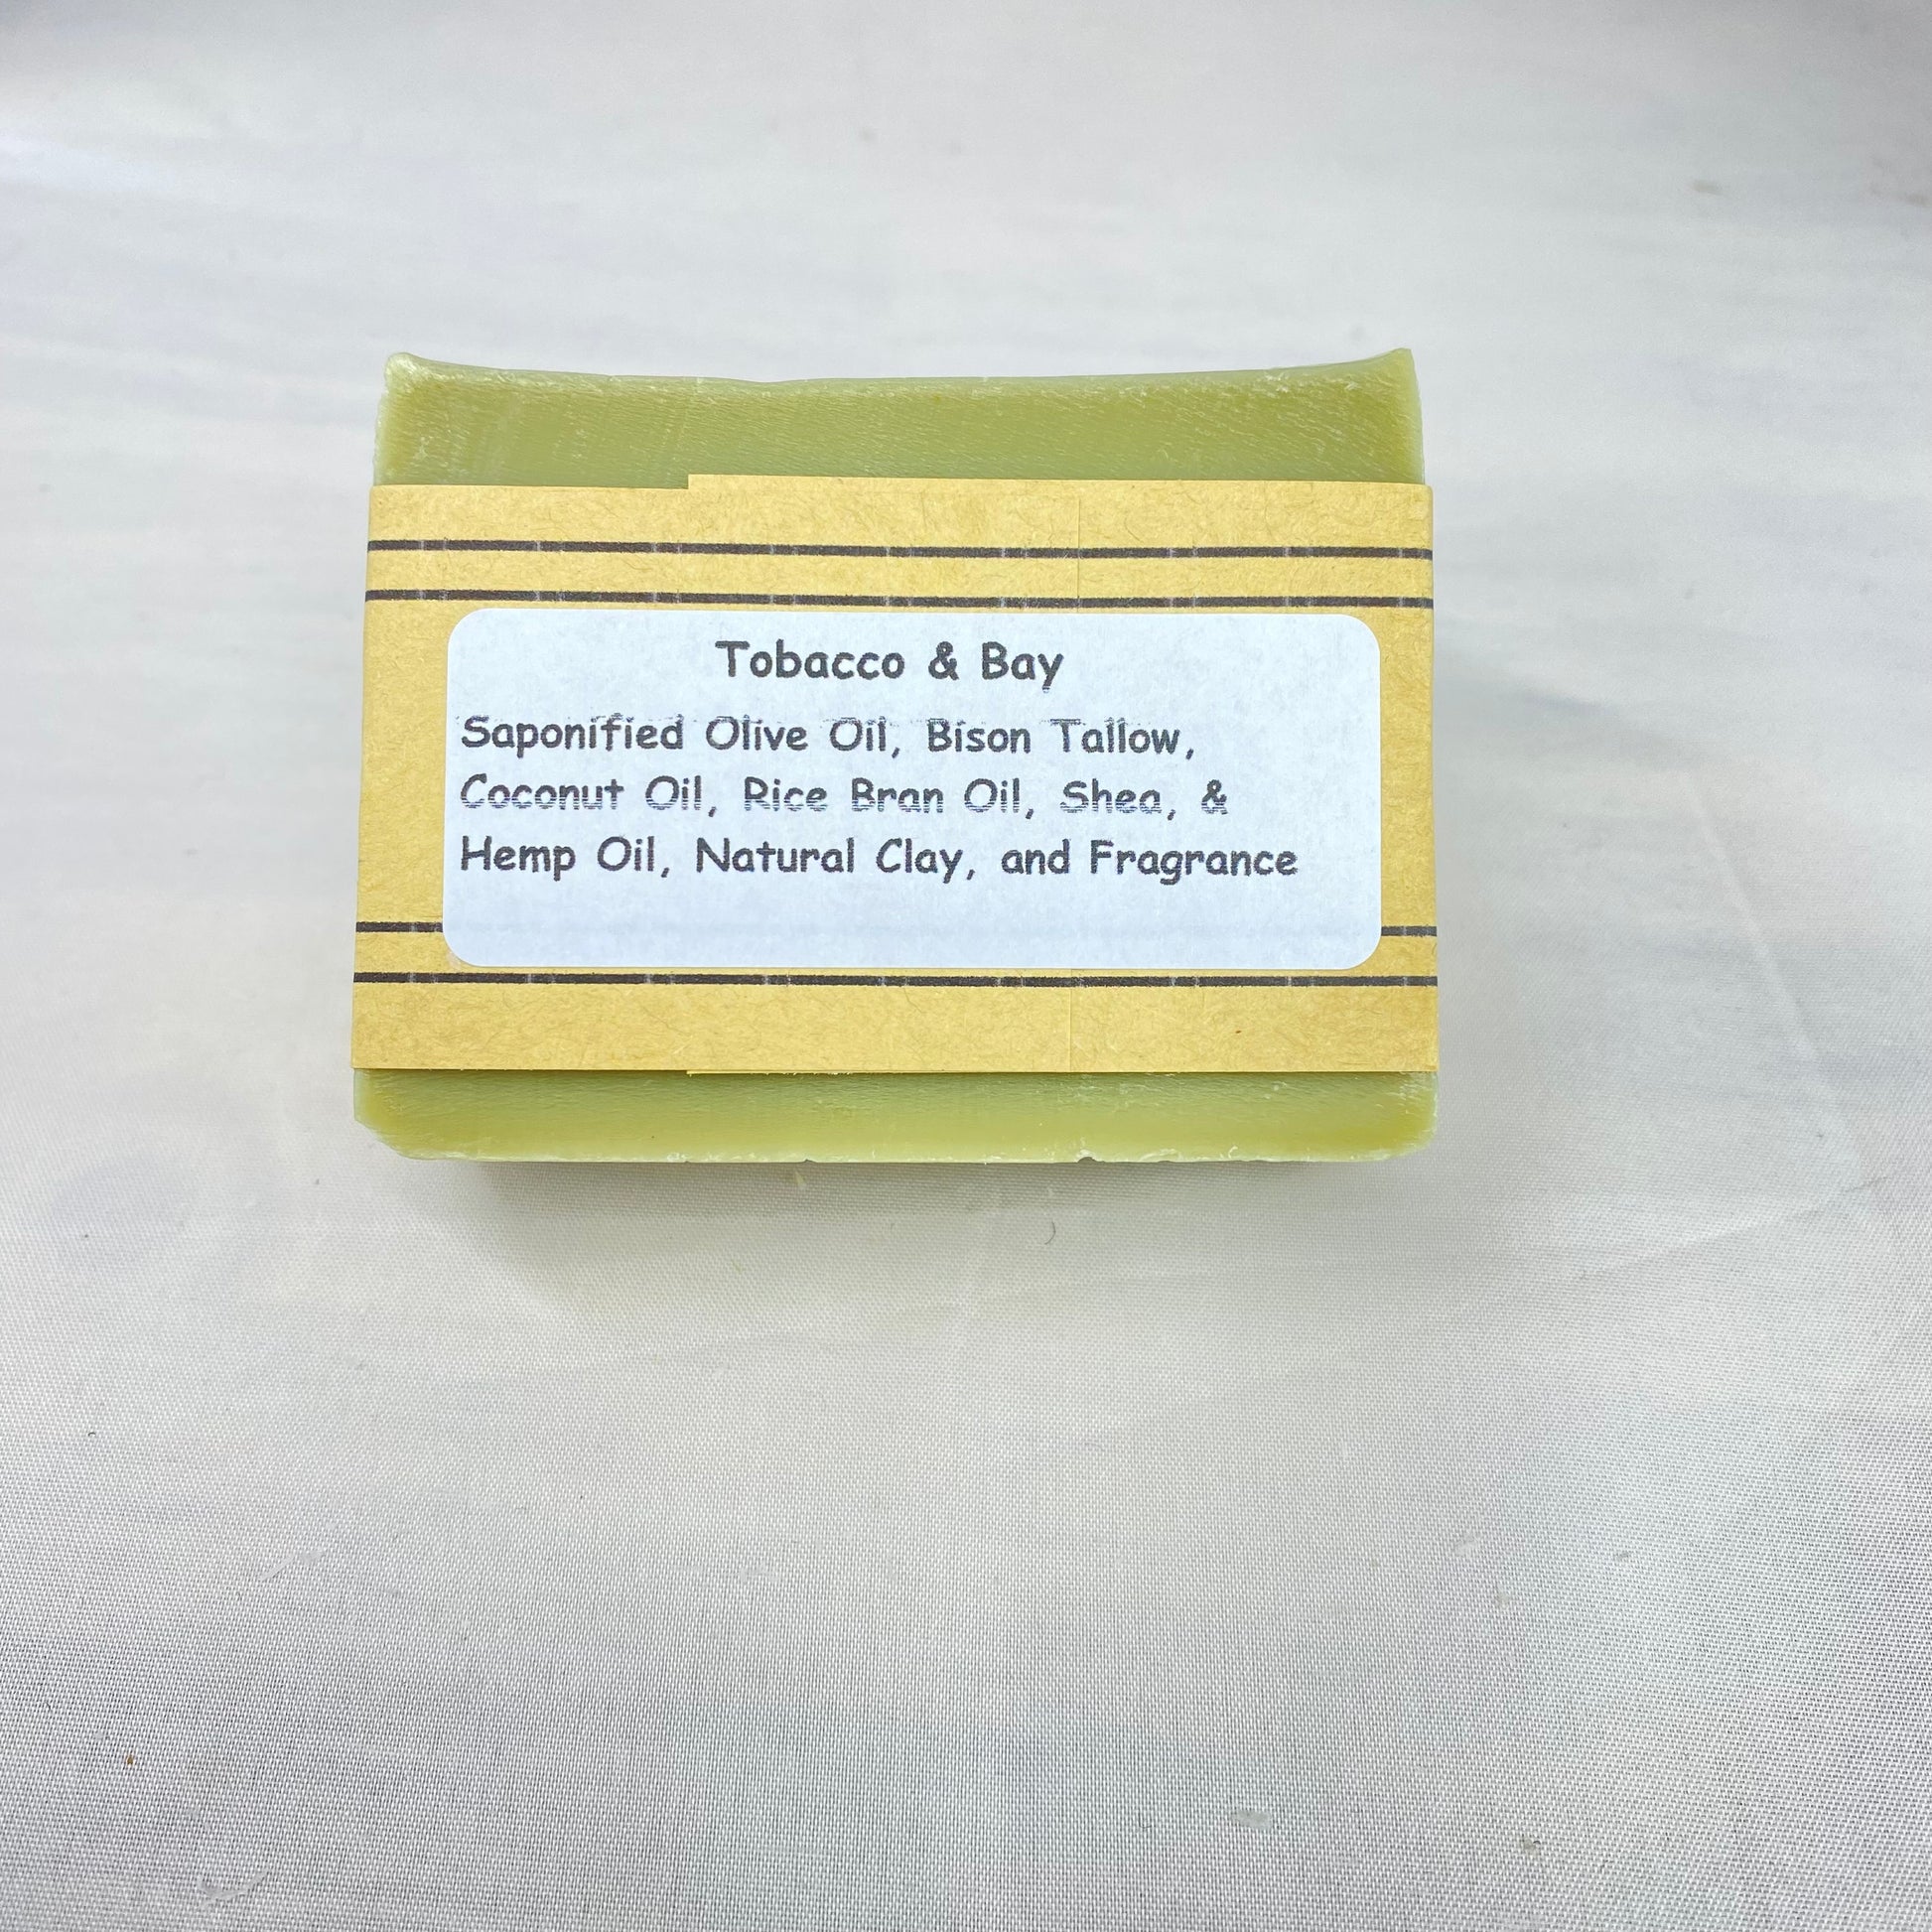 Tobacco & Bay
Saponified Olive Oil, Bison Tallow,
Coconut Oil, Rice Bran Oil, Shea, &
Hemp Oil, Natural Clay, and Fragrance